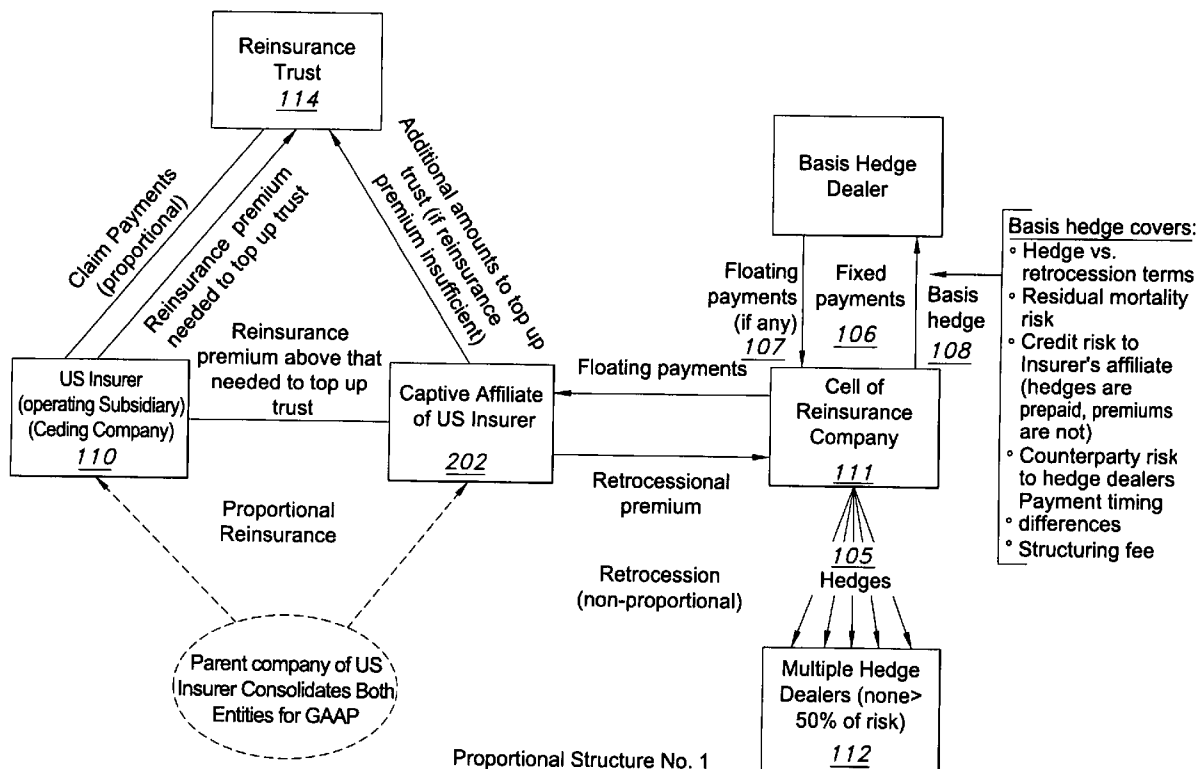 Reinsurance
Trust
114
Claim Payments
(proportional)
Reinsurance premium
needed to top up trust
Additional amounts to top up
trust (if reinsurance
premium insufficient)
Basis Hedge
Dealer
Basis hedge covers:
° Hedge vs.
retrocession terms
° Residual mortality
risk
° Credit risk to
Insurer's affiliate
(hedges are
prepaid, premiums
are not)
° Counterparty risk
to hedge dealers
Payment timing
° differences
° Structuring fee
Floating
payments
(if any)
107
Fixed
payments
106
Basis
hedge
108
US Insurer
(operating Subsidiary)
(Ceding Company)
110
Reinsurance
premium above that
needed to top up
trust
Captive Affiliate
of US Insurer
202
Floating payments
Retrocessional
premium
Cell of
Reinsurance
Company
111
Proportional
Reinsurance
Retrocession
(non-proportional)
105
Hedges
Parent company of US
Insurer Consolidates Both
Entities for GAAP
Multiple Hedge
Dealers (none>
50% of risk)
112
Proportional Structure No. 1